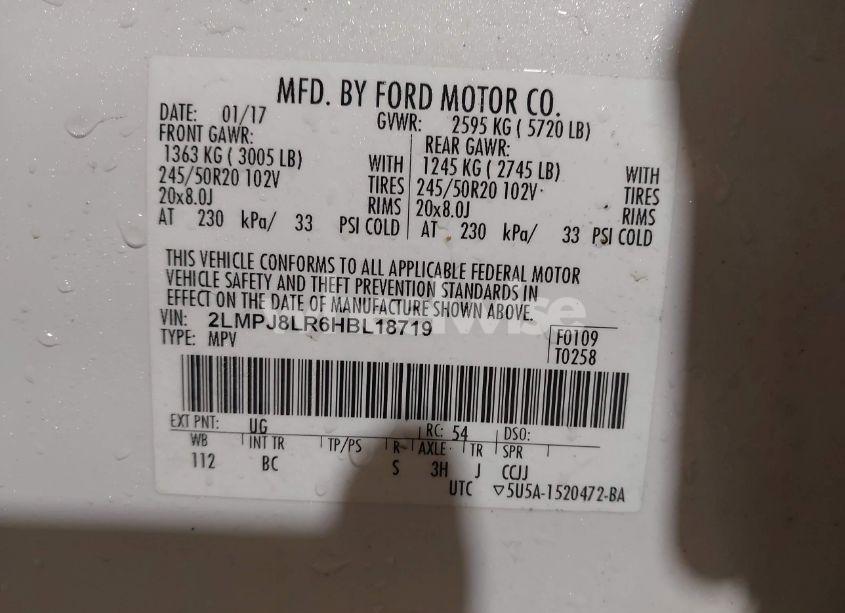 MFD. BY FORD MOTOR CO.
DATE: 01/17 GVWR: 2595 KG ( 5720 LB)
FRONT GAWR: REAR GAWR:
1363 KG ( 3005 LB) WITH 1245 KG ( 2745 LB) WITH
245/50R20 102V TIRES 245/50R20 102V TIRES
20x8.0J RIMS 20x8.0J RIMS
AT 230 kPa/ 33 PSI COLD AT 230 kPa/ 33 PSI COLD
THIS VEHICLE CONFORMS TO ALL APPLICABLE FEDERAL MOTOR
VEHICLE SAFETY AND THEFT PREVENTION STANDARDS IN
EFFECT ON THE DATE OF MANUFACTURE SHOWN ABOVE.
VIN: 2LMPJ8LR6HBL18719 F0109
TYPE: MPV T0258
EXT PNT: UG RC: 54 DSO:
WB INT TR TP/PS R AXLE TR SPR
112 BC S 3H J CCJJ
UTC ▽5U5A-1520472-BA